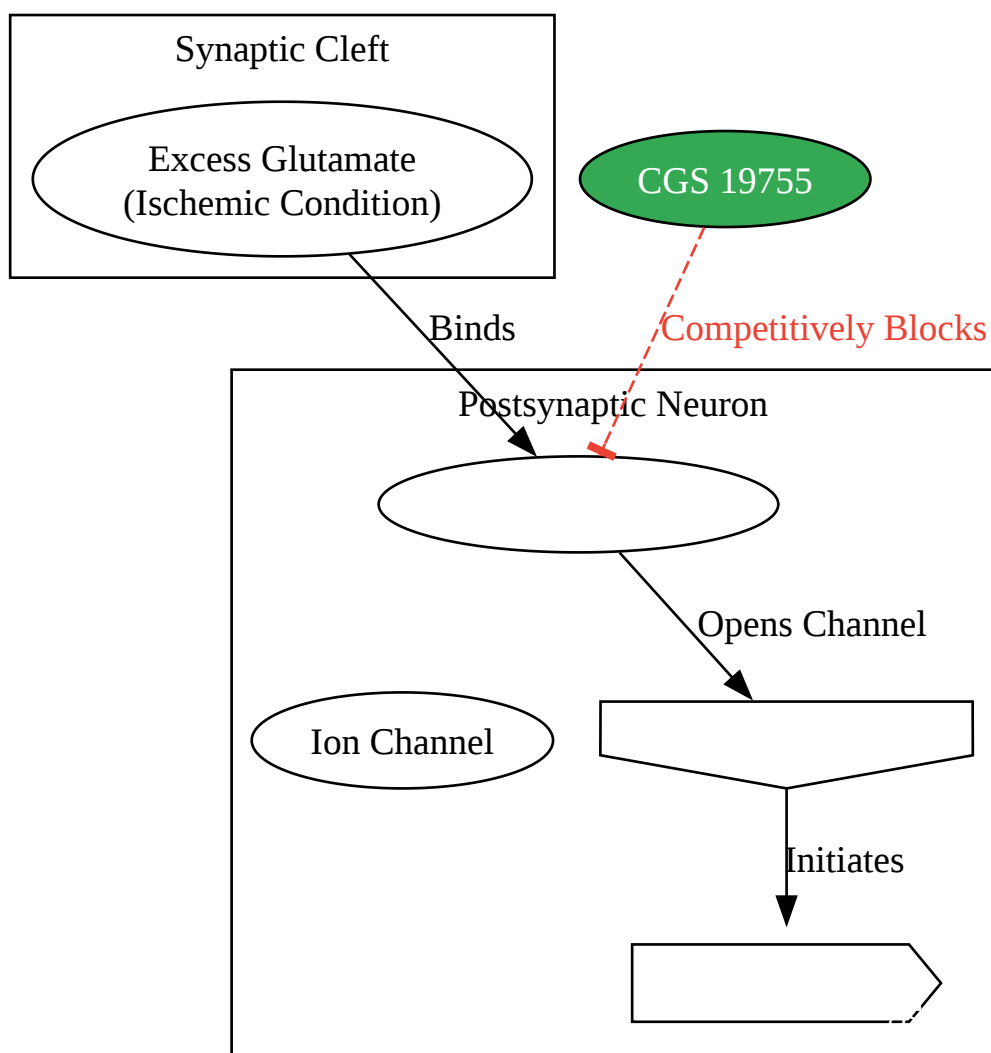 Synaptic Cleft
Excess Glutamate
(Ischemic Condition)
CGS 19755
Binds
Competitively Blocks
Postsynaptic Neuron
Opens Channel
Ion Channel
Initiates